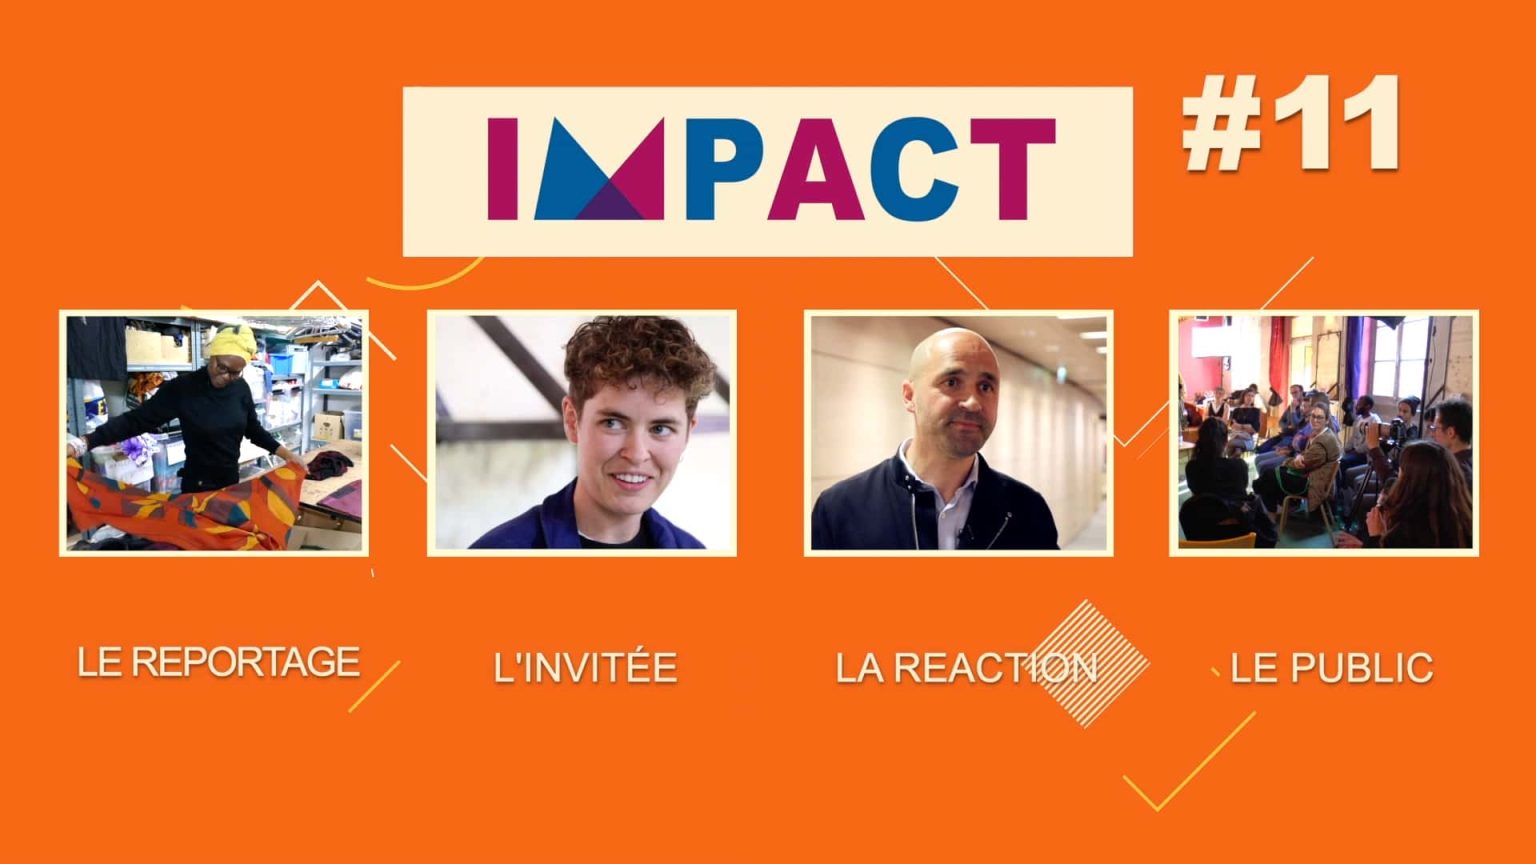 IMPACT
#11
LE REPORTAGE
L'INVITÉE
LA REACTION
LE PUBLIC